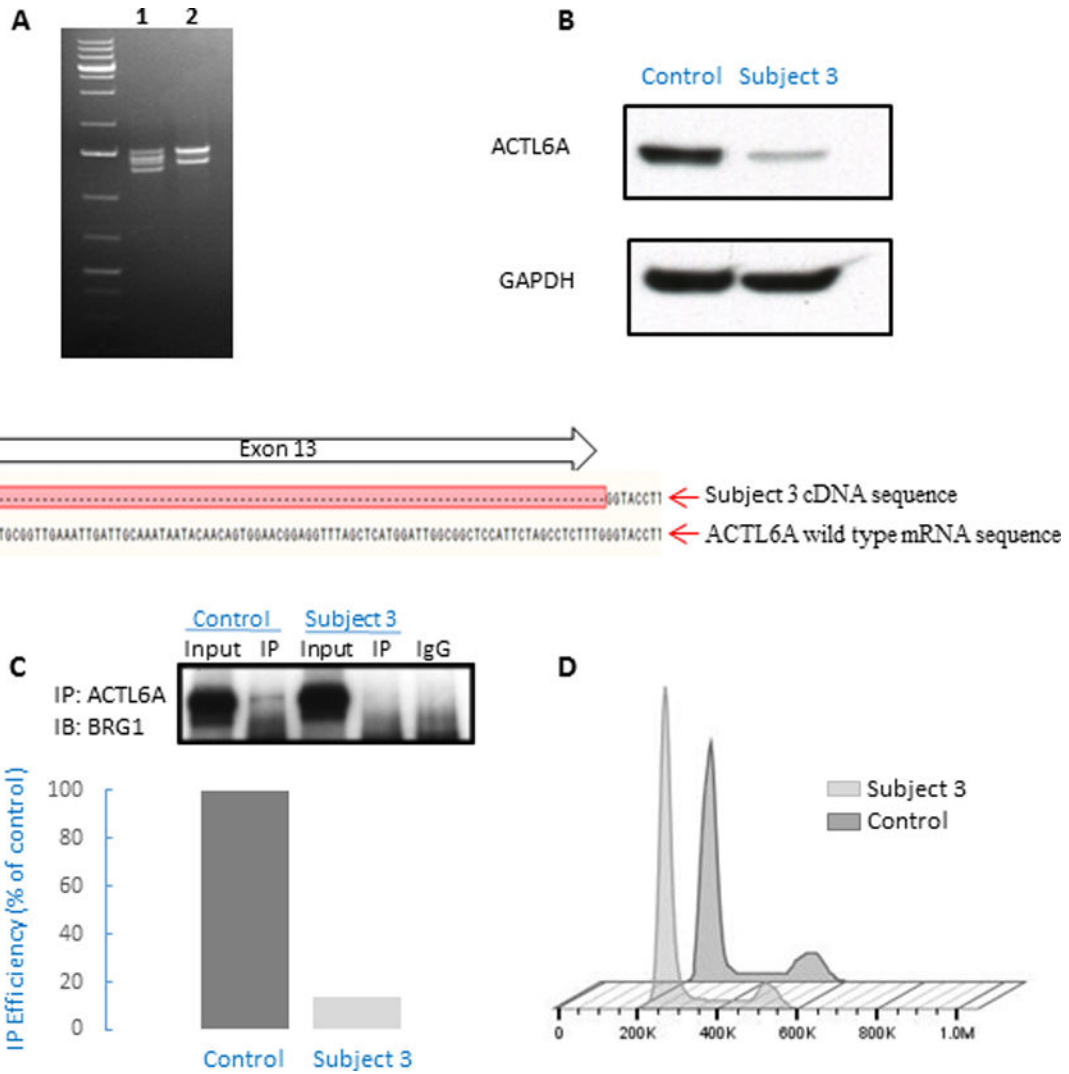 A
1 2
B
Control Subject 3
ACTL6A
GAPDH
Exon 13
GGTACCTT
Subject 3 cDNA sequence
TGCGGTTGAAATTGATTGCAAATAATACAACAGTGGAACGGAGGTTTAGCTCATGGATTGGCGGCTCCATTCTAGCCTCTTTGGGTACCTT
ACTL6A wild type mRNA sequence
C
Control Subject 3
Input IP Input IP IgG
IP: ACTL6A
IB: BRG1
IP Efficiency (% of control)
100
80
60
40
20
0
Control Subject 3
D
Subject 3
Control
0 200K 400K 600K 800K 1.0M